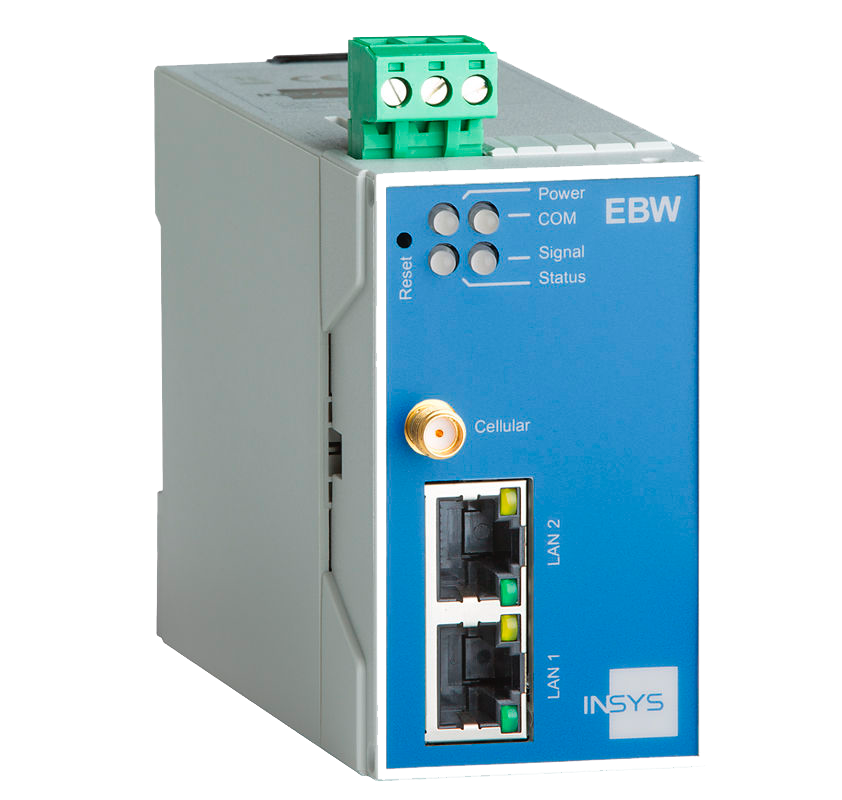 Power
COM
EBW
Signal
Status
Reset
Cellular
LAN 2
LAN 1
INSYS